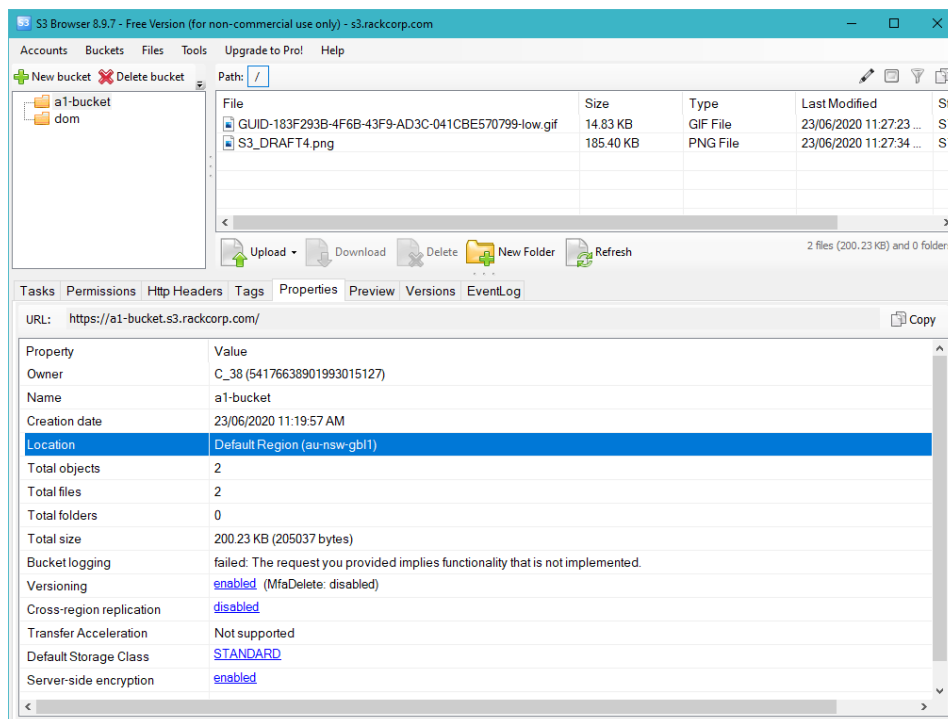 S3 Browser 8.9.7 - Free Version (for non-commercial use only) - s3.rackcorp.com
Accounts Buckets Files Tools Upgrade to Pro! Help
New bucket Delete bucket Path: /
a1-bucket
dom
File Size Type Last Modified
GUID-183F293B-4F6B-43F9-AD3C-041CBE570799-low.gif 14.83 KB GIF File 23/06/2020 11:27:23 ...
S3_DRAFT4.png 185.40 KB PNG File 23/06/2020 11:27:34 ...
Upload Download Delete New Folder Refresh 2 files (200.23 KB) and 0 folder
Tasks Permissions Http Headers Tags Properties Preview Versions EventLog
URL: https://a1-bucket.s3.rackcorp.com/ Copy
Property Value
Owner C_38 (54176638901993015127)
Name a1-bucket
Creation date 23/06/2020 11:19:57 AM
Location Default Region (au-nsw-gbl1)
Total objects 2
Total files 2
Total folders 0
Total size 200.23 KB (205037 bytes)
Bucket logging failed: The request you provided implies functionality that is not implemented.
Versioning enabled (MfaDelete: disabled)
Cross-region replication disabled
Transfer Acceleration Not supported
Default Storage Class STANDARD
Server-side encryption enabled